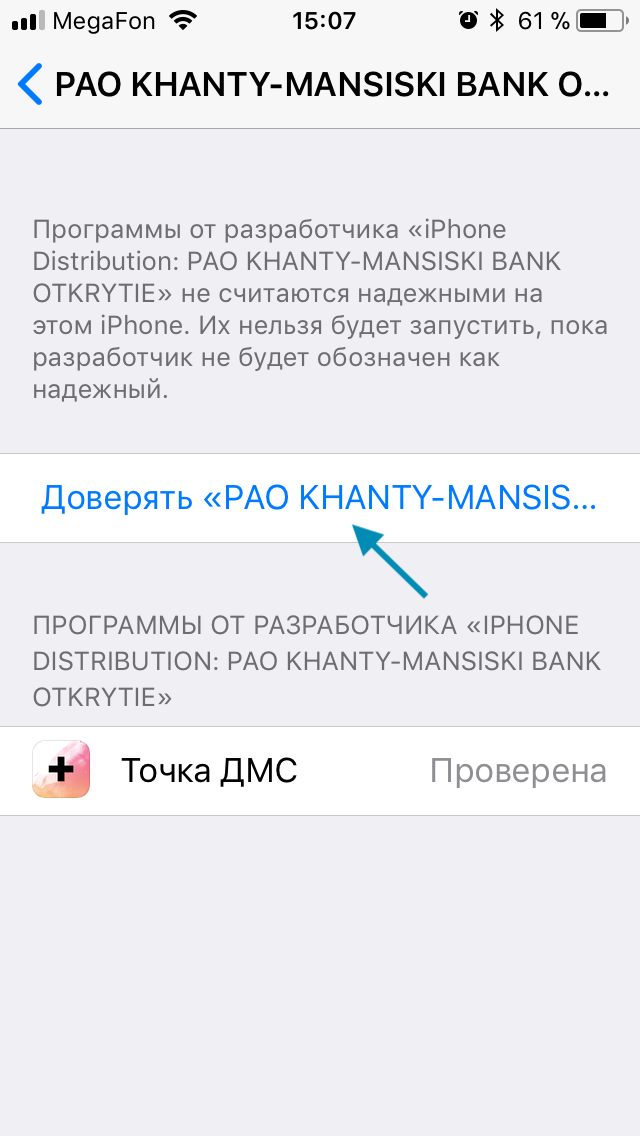 MegaFon 15:07 61 %
PAO KHANTY-MANSISKI BANK O...
Программы от разработчика «iPhone
Distribution: PAO KHANTY-MANSISKI BANK
OTKRYTIE» не считаются надежными на
этом iPhone. Их нельзя будет запустить, пока
разработчик не будет обозначен как
надежный.
Доверять «PAO KHANTY-MANSIS...
ПРОГРАММЫ ОТ РАЗРАБОТЧИКА «IPHONE
DISTRIBUTION: PAO KHANTY-MANSISKI BANK
OTKRYTIE»
Точка ДМС Проверена